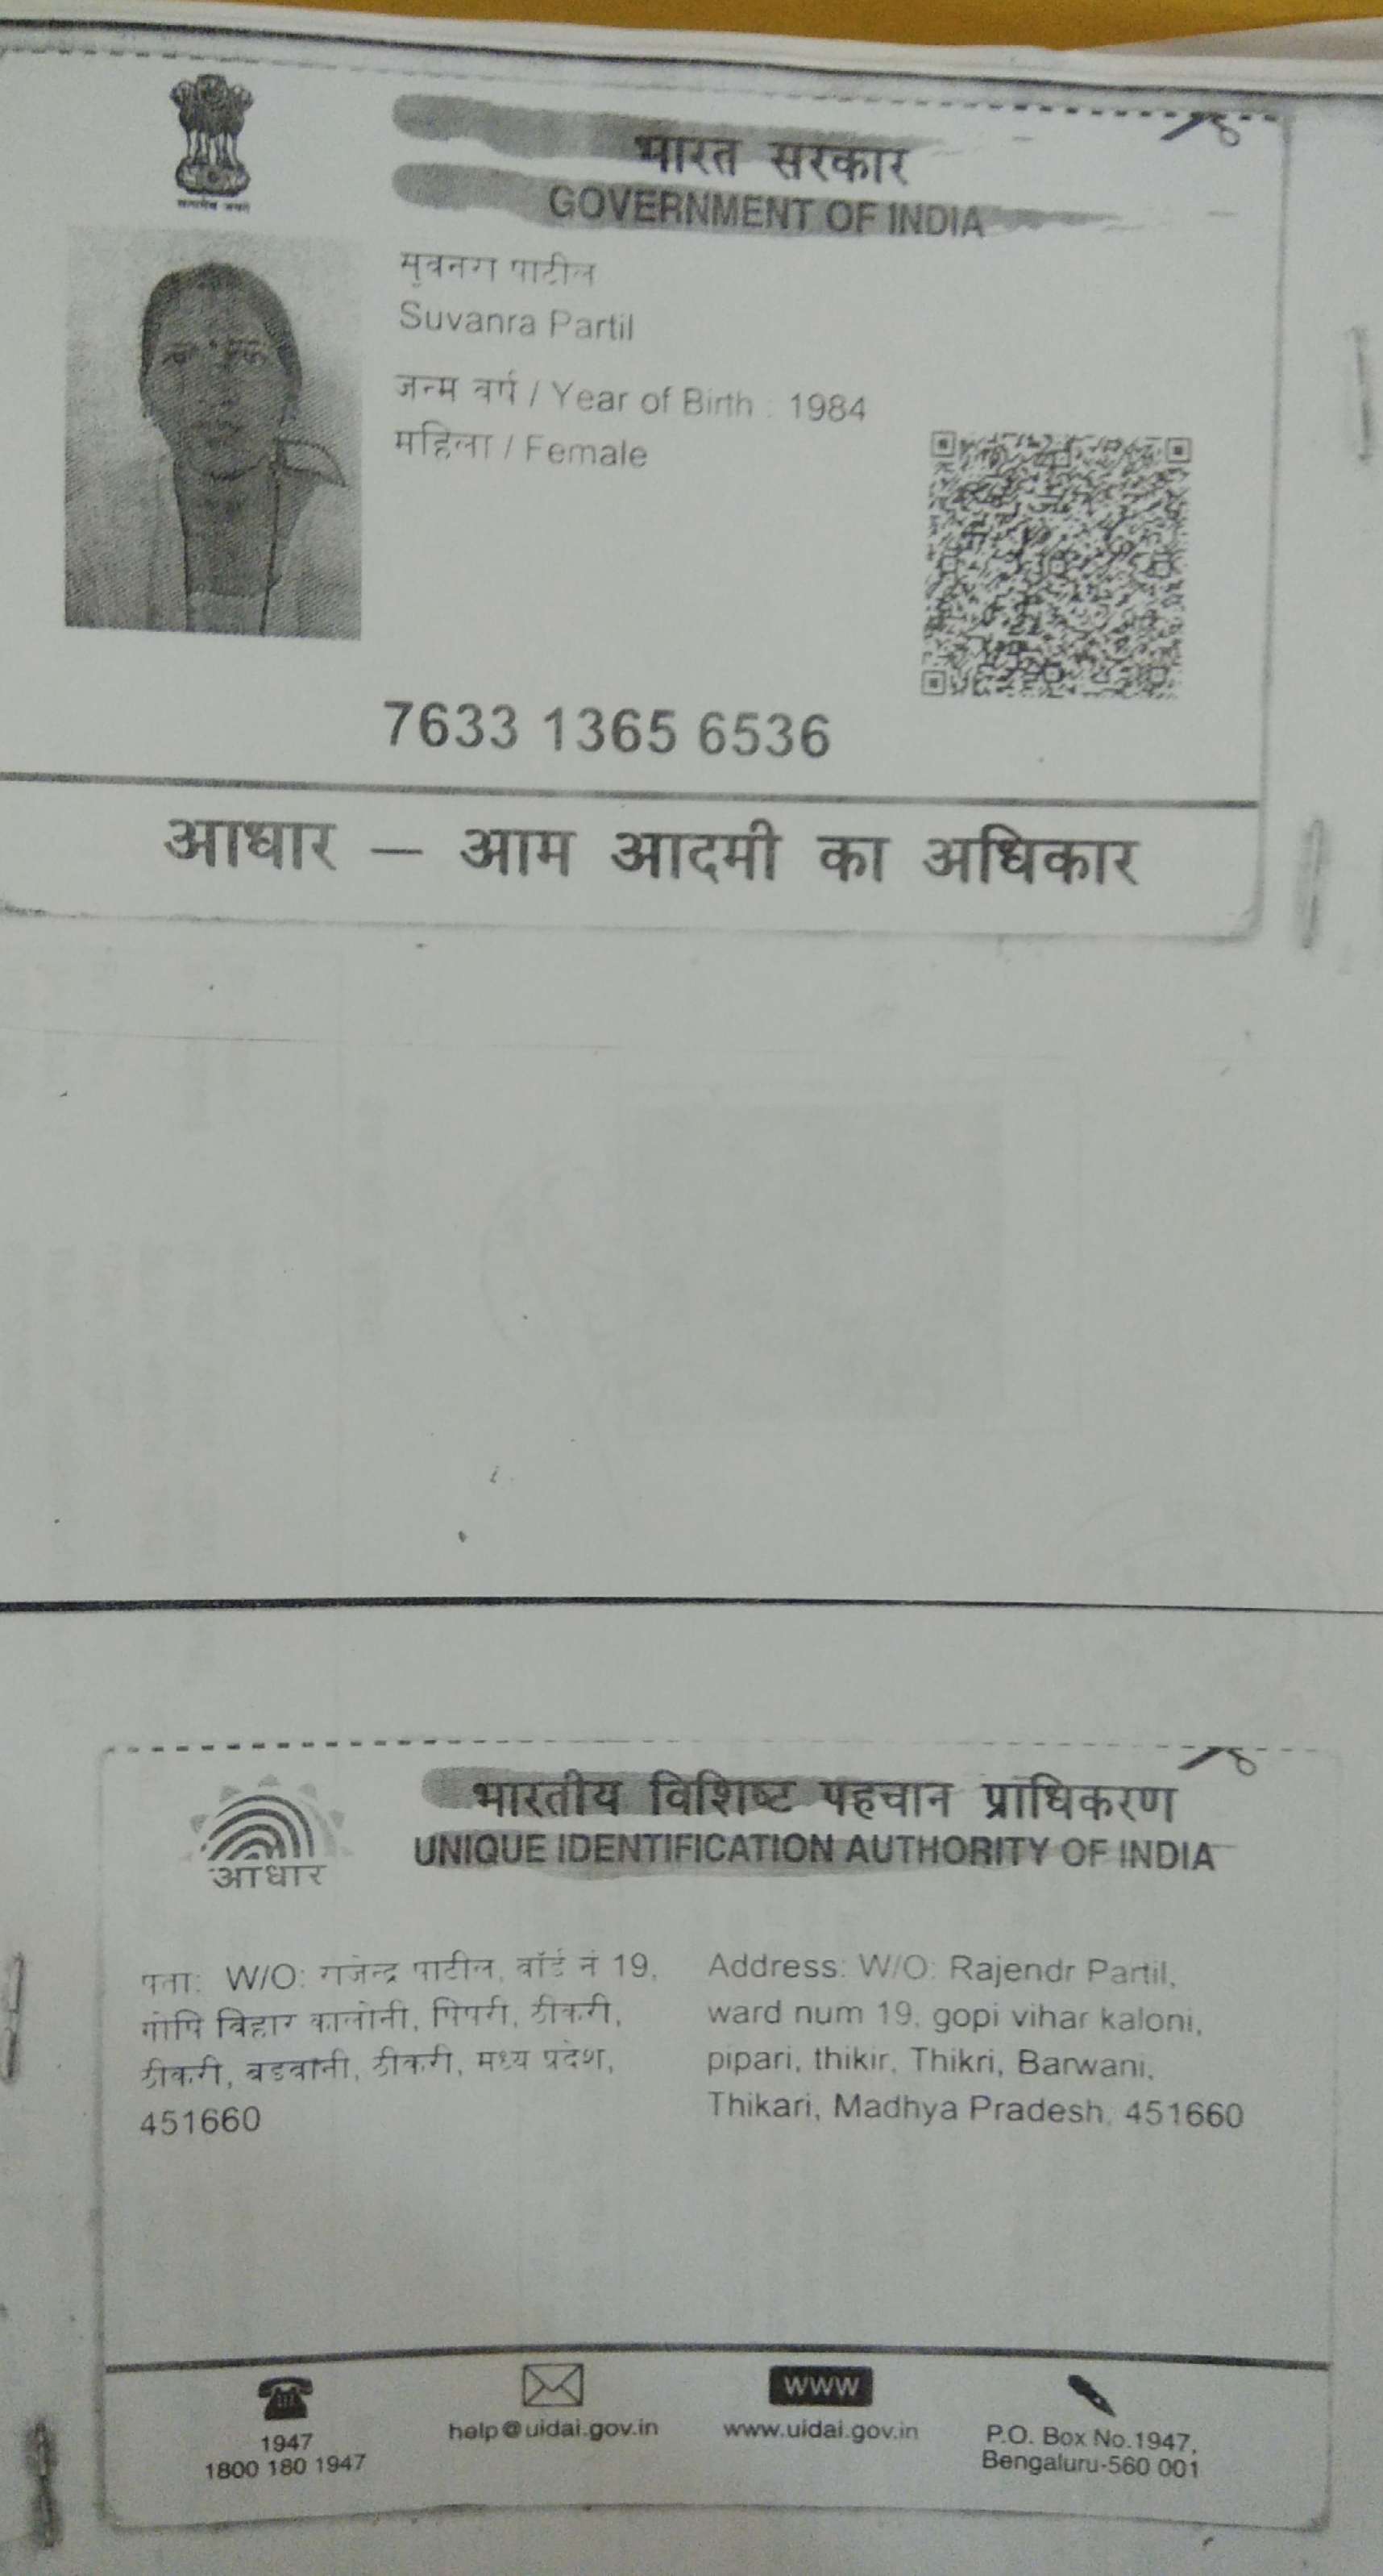 भारत सरकार
GOVERNMENT OF INDIA
सुवनरा पाटील
Suvanra Partil
जन्म वर्ष / Year of Birth : 1984
महिला / Female
7633 1365 6536
आधार – आम आदमी का अधिकार
भारतीय विशिष्ट पहचान प्राधिकरण
UNIQUE IDENTIFICATION AUTHORITY OF INDIA
आधार
पता: W/O: राजेन्द्र पाटील, वॉर्ड नं 19,
गोपि विहार कालोनी, पिपरी, ठीकरी,
ठीकरी, बडवानी, ठीकरी, मध्य प्रदेश,
451660
Address: W/O: Rajendr Partil,
ward num 19, gopi vihar kaloni,
pipari, thikir, Thikri, Barwani,
Thikari, Madhya Pradesh, 451660
1947
1800 180 1947
help@uidai.gov.in
www
www.uidai.gov.in
P.O. Box No.1947,
Bengaluru-560 001